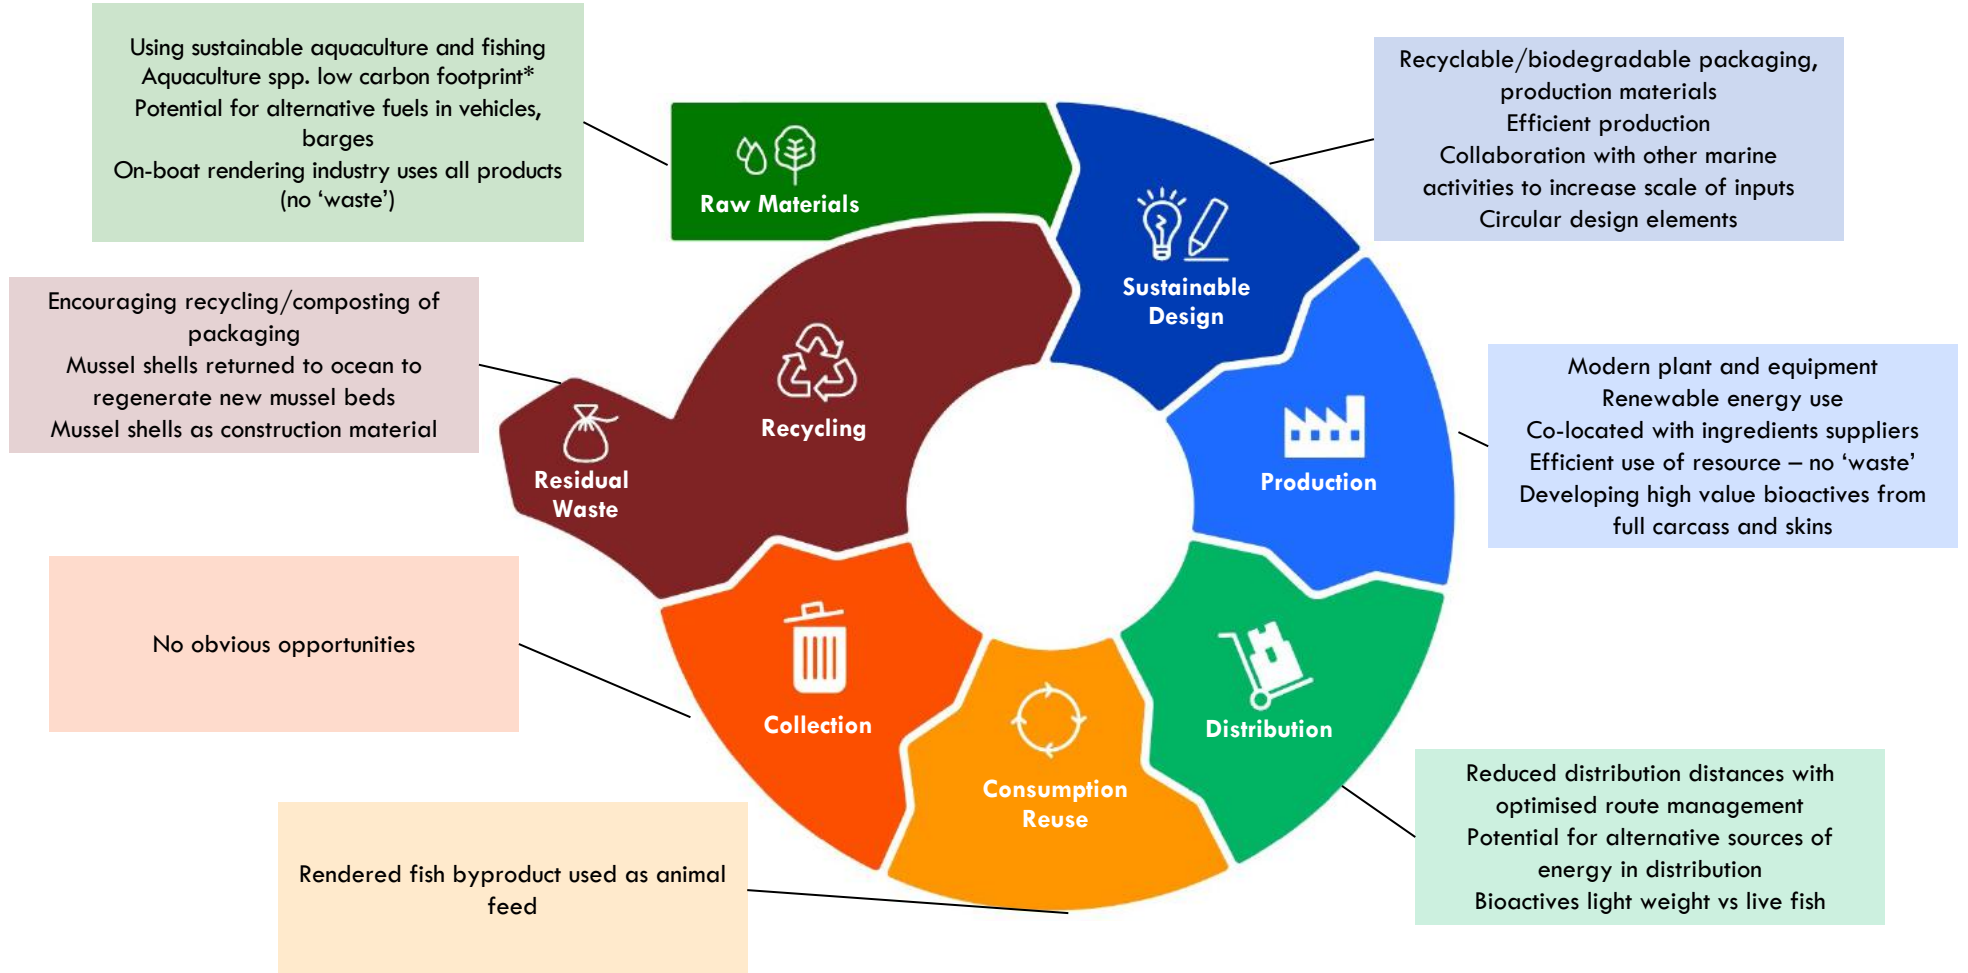 Using sustainable aquaculture and fishing
Aquaculture spp. low carbon footprint*
Potential for alternative fuels in vehicles,
barges
On-boat rendering industry uses all products
(no ‘waste’)
Raw Materials
Recyclable/biodegradable packaging,
production materials
Efficient production
Collaboration with other marine
activities to increase scale of inputs
Circular design elements
Sustainable
Design
Encouraging recycling/composting of
packaging
Mussel shells returned to ocean to
regenerate new mussel beds
Mussel shells as construction material
Recycling
Residual
Waste
Modern plant and equipment
Renewable energy use
Co-located with ingredients suppliers
Efficient use of resource – no ‘waste’
Developing high value bioactives from
full carcass and skins
Production
No obvious opportunities
Collection
Distribution
Reduced distribution distances with
optimised route management
Potential for alternative sources of
energy in distribution
Bioactives light weight vs live fish
Consumption
Reuse
Rendered fish byproduct used as animal
feed